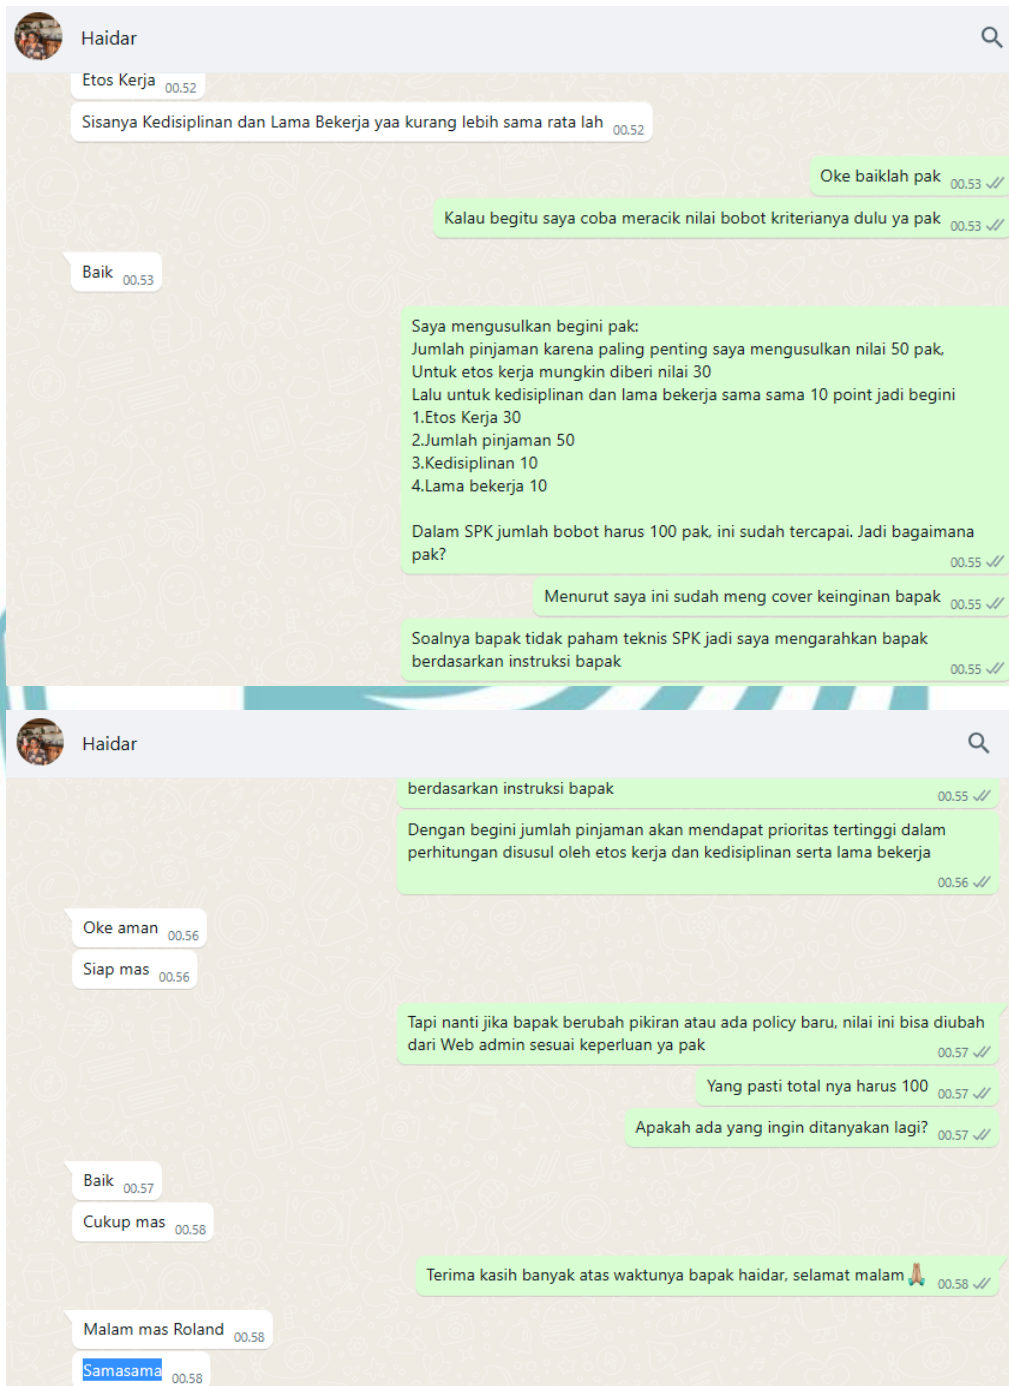 Haidar
Etos Kerja 00.52
Sisanya Kedisiplinan dan Lama Bekerja yaa kurang lebih sama rata lah 00.52
Oke baiklah pak 00.53
Kalau begitu saya coba meracik nilai bobot kriterianya dulu ya pak 00.53
Baik 00.53
Saya mengusulkan begini pak:
Jumlah pinjaman karena paling penting saya mengusulkan nilai 50 pak,
Untuk etos kerja mungkin diberi nilai 30
Lalu untuk kedisiplinan dan lama bekerja sama sama 10 point jadi begini
1.Etos Kerja 30
2.Jumlah pinjaman 50
3.Kedisiplinan 10
4.Lama bekerja 10
Dalam SPK jumlah bobot harus 100 pak, ini sudah tercapai. Jadi bagaimana
pak? 00.55
Menurut saya ini sudah meng cover keinginan bapak 00.55
Soalnya bapak tidak paham teknis SPK jadi saya mengarahkan bapak
berdasarkan instruksi bapak 00.55
Haidar
berdasarkan instruksi bapak 00.55
Dengan begini jumlah pinjaman akan mendapat prioritas tertinggi dalam
perhitungan disusul oleh etos kerja dan kedisiplinan serta lama bekerja
00.56
Oke aman 00.56
Siap mas 00.56
Tapi nanti jika bapak berubah pikiran atau ada policy baru, nilai ini bisa diubah
dari Web admin sesuai keperluan ya pak 00.57
Yang pasti total nya harus 100 00.57
Apakah ada yang ingin ditanyakan lagi? 00.57
Baik 00.57
Cukup mas 00.58
Terima kasih banyak atas waktunya bapak haidar, selamat malam🙏🏼 00.58
Malam mas Roland 00.58
Samasama 00.58